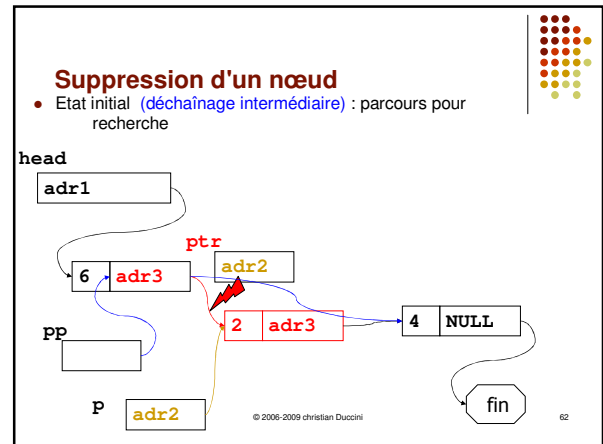 Suppression d'un nœud
Etat initial (déchaînage intermédiaire) : parcours pour
recherche
head
adr1
ptr
6 adr3
adr2
2 adr3
4 NULL
pp
p
adr2
fin
© 2006-2009 christian Duccini
62